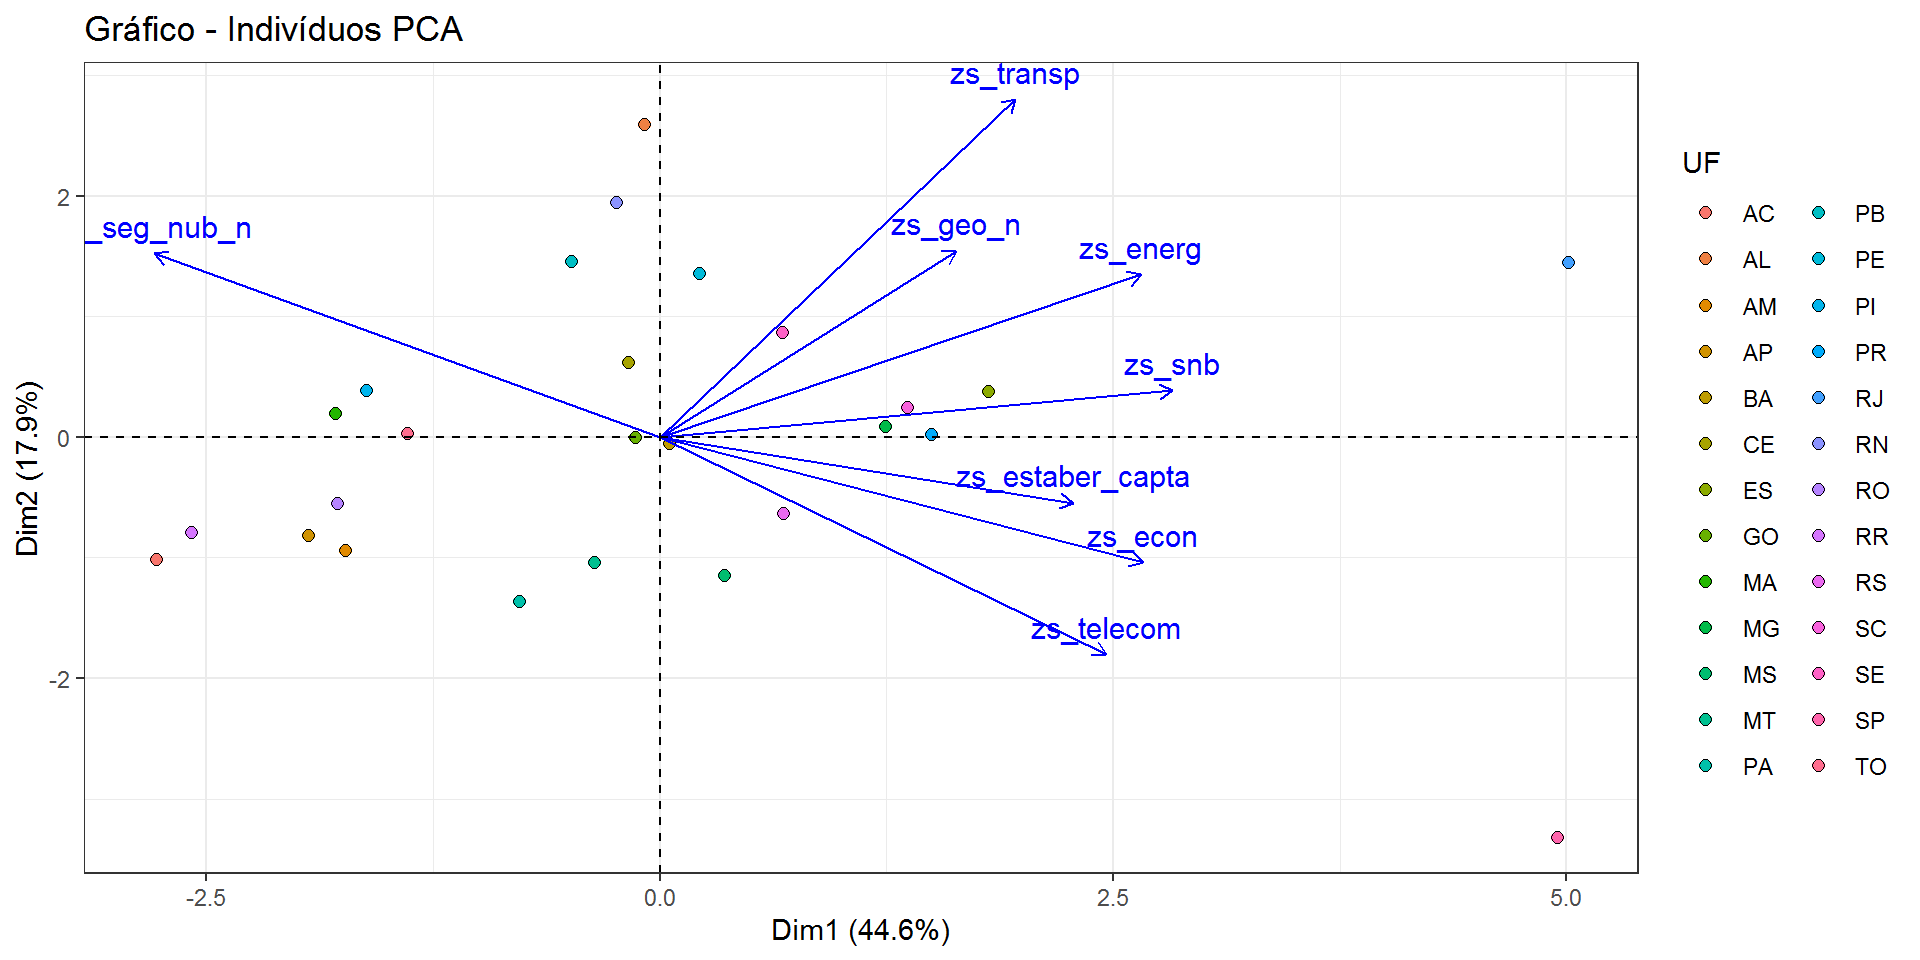 Gráfico - Indivíduos PCA
zs_transp
_seg_nub_n
zs_geo_n
zs_energ
zs_snb
zs_estaber_capta
zs_econ
zs_telecom
2
0
-2
-2.5
0.0
2.5
5.0
Dim1 (44.6%)
Dim2 (17.9%)
UF
AC
AL
AM
AP
BA
CE
ES
GO
MA
MG
MS
MT
PA
PB
PE
PI
PR
RJ
RN
RO
RR
RS
SC
SE
SP
TO